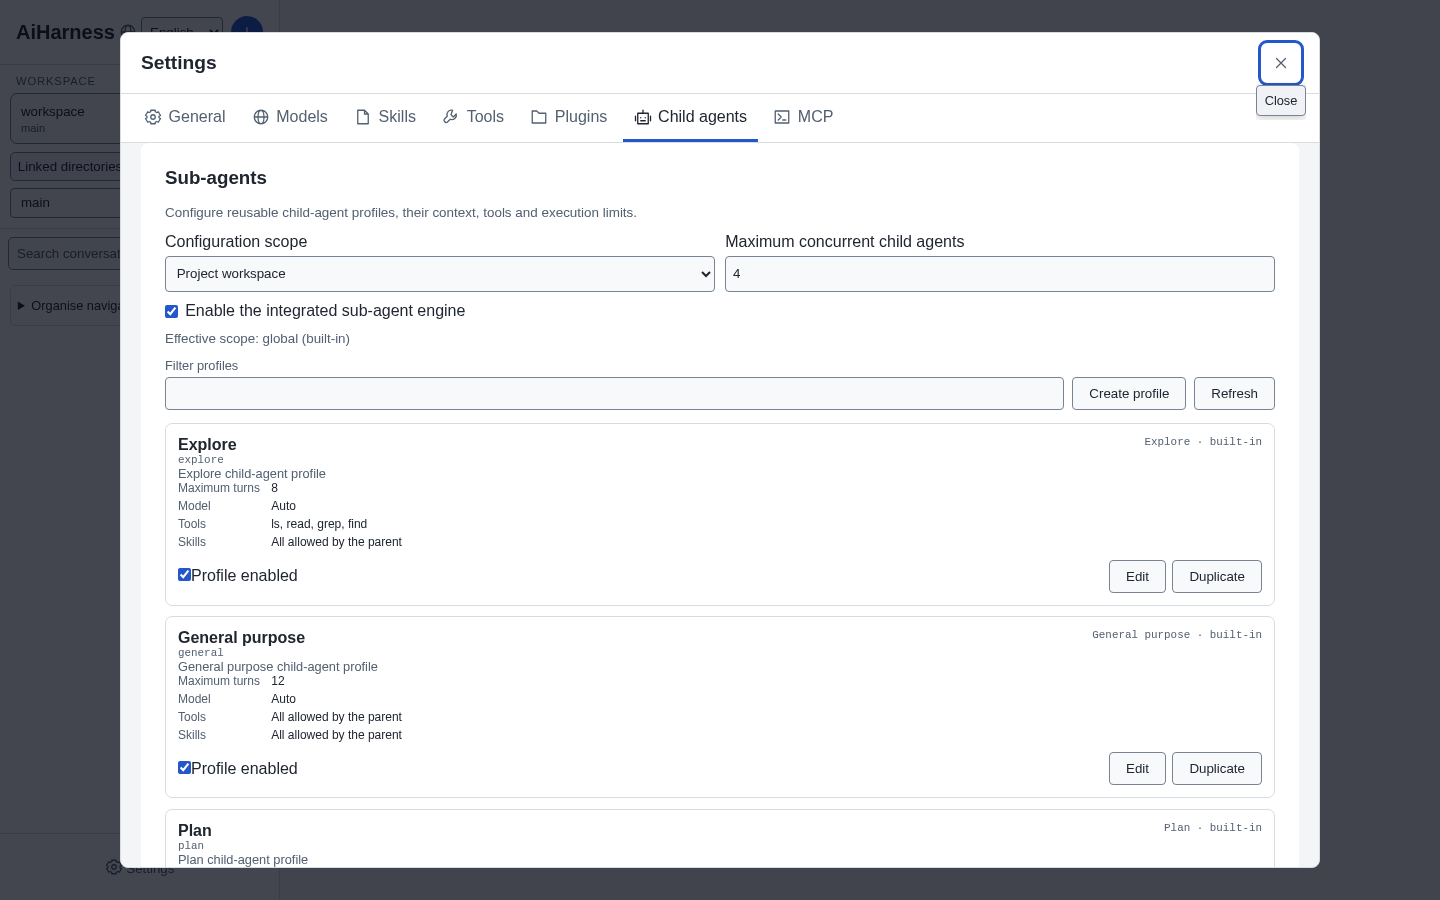 AiHarness English
Settings
Close
WORKSPACE
workspace
main
Linked directories
main
Search conversat
Organise naviga
Settings
General Models Skills Tools Plugins Child agents MCP
Sub-agents
Configure reusable child-agent profiles, their context, tools and execution limits.
Configuration scope Maximum concurrent child agents
Project workspace 4
Enable the integrated sub-agent engine
Effective scope: global (built-in)
Filter profiles
Create profile Refresh
Explore Explore · built-in
explore
Explore child-agent profile
Maximum turns 8
Model Auto
Tools ls, read, grep, find
Skills All allowed by the parent
Profile enabled Edit Duplicate
General purpose General purpose · built-in
general
General purpose child-agent profile
Maximum turns 12
Model Auto
Tools All allowed by the parent
Skills All allowed by the parent
Profile enabled Edit Duplicate
Plan Plan · built-in
plan
Plan child-agent profile